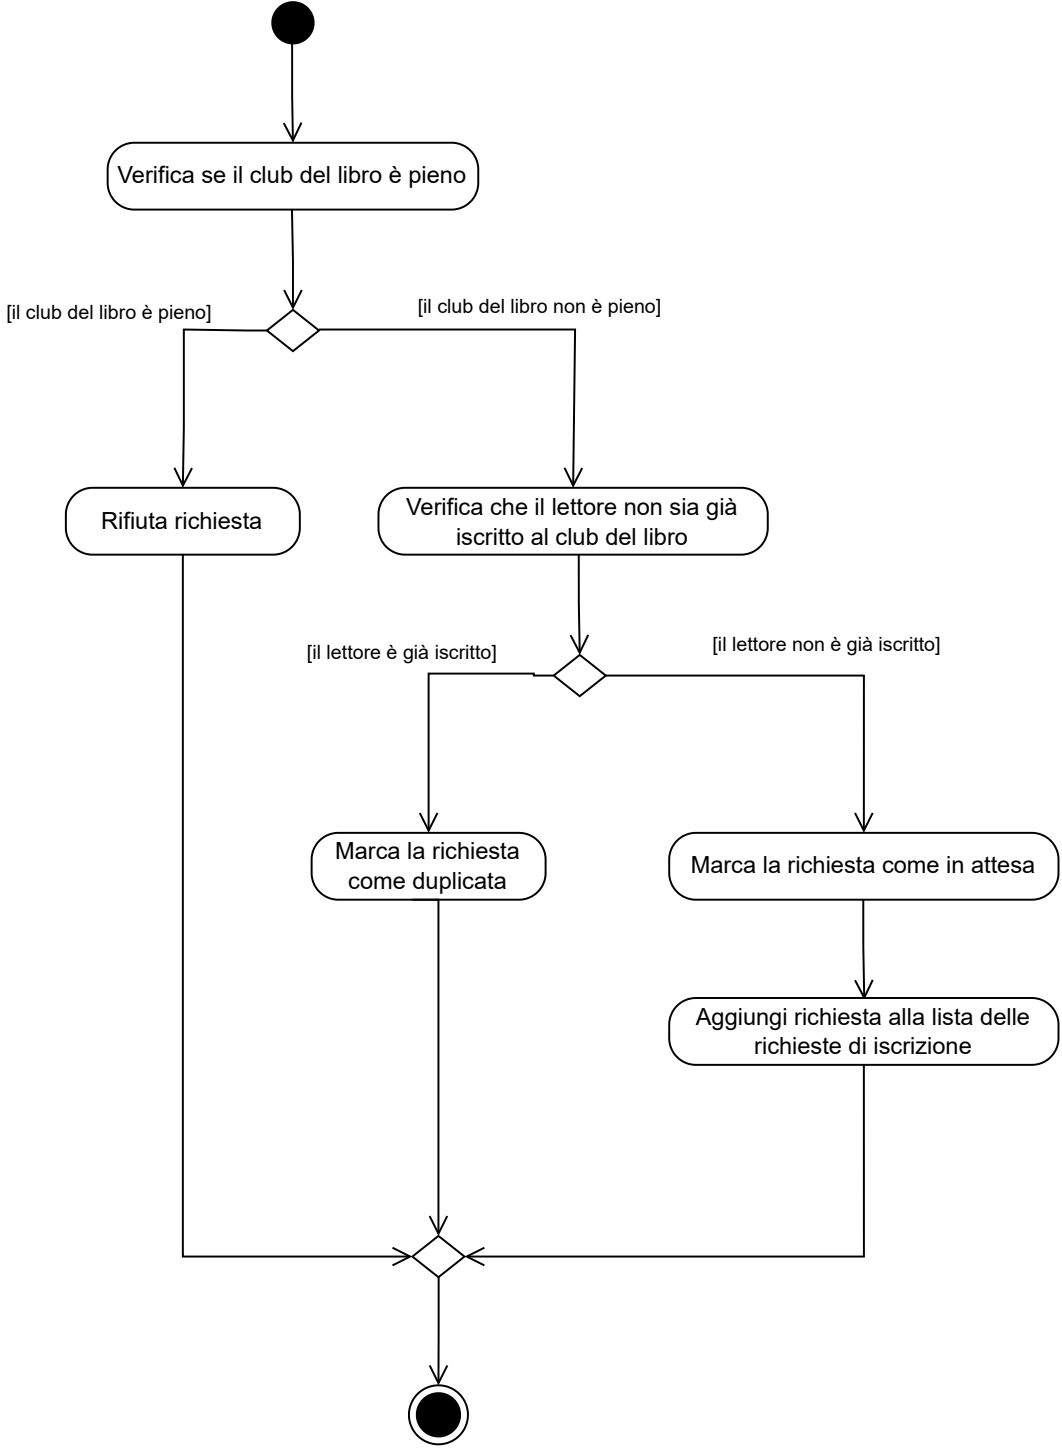 Verifica se il club del libro è pieno
[il club del libro è pieno]
[il club del libro non è pieno]
Rifiuta richiesta
Verifica che il lettore non sia già
iscritto al club del libro
[il lettore è già iscritto]
[il lettore non è già iscritto]
Marca la richiesta
come duplicata
Marca la richiesta come in attesa
Aggiungi richiesta alla lista delle
richieste di iscrizione